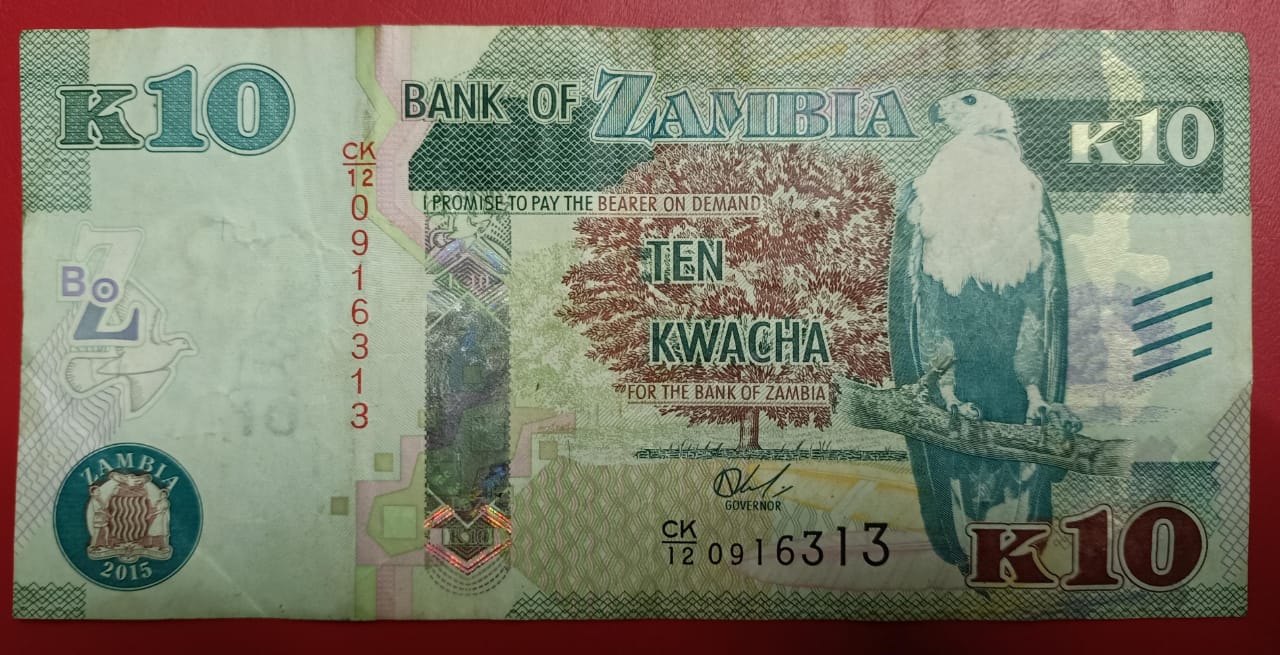 K10
BANK OF ZAMBIA
K10
CK/12 0916313
I PROMISE TO PAY THE BEARER ON DEMAND
TEN
KWACHA
FOR THE BANK OF ZAMBIA
BoZ
K10
ZAMBIA
2015
GOVERNOR
CK/12 0916313
K10